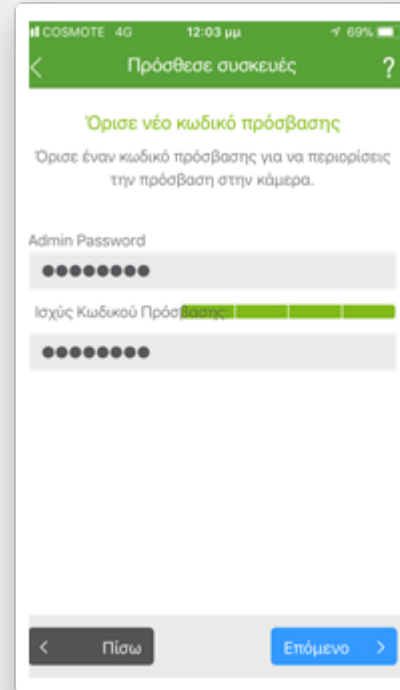 COSMOTE 4G 12:03 μμ 69%
Πρόσθεσε συσκευές ?
Όρισε νέο κωδικό πρόσβασης
Όρισε έναν κωδικό πρόσβασης για να περιορίσεις
την πρόσβαση στην κάμερα.
Admin Password
●●●●●●●●
Ισχύς Κωδικού Πρόσβασης:
●●●●●●●●
Πίσω
Επόμενο